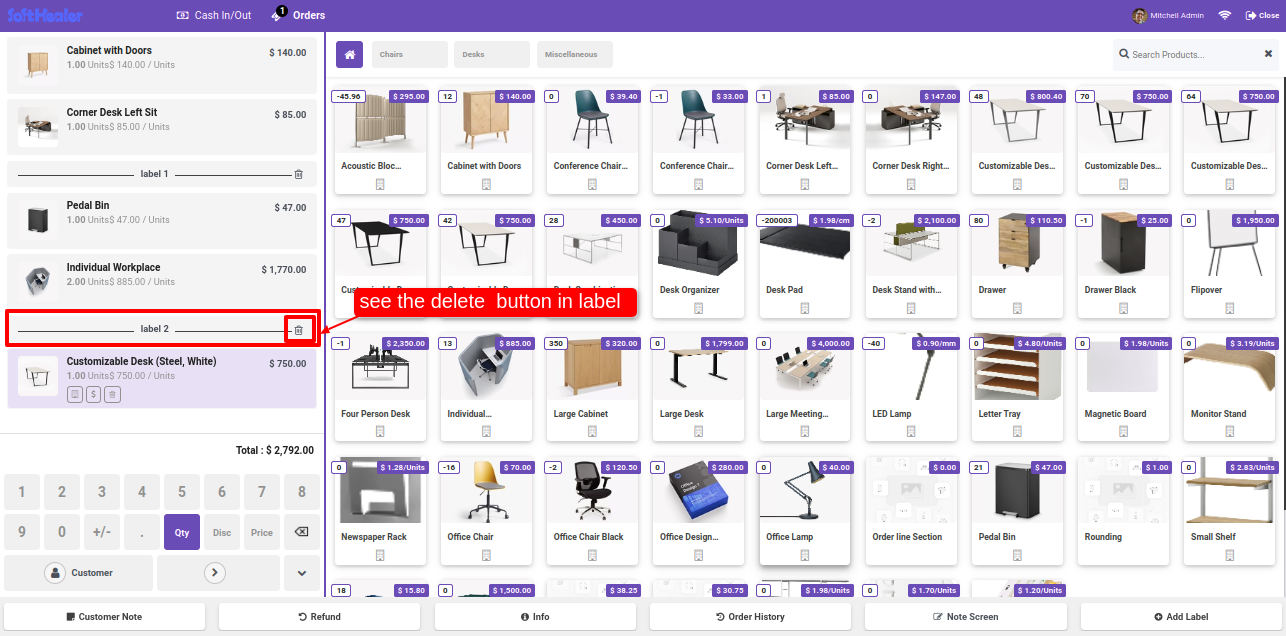 SoftHealer
Cash In/Out
1
Orders
Mitchell Admin
Close
Cabinet with Doors
$ 140.00
1.00 Units$ 140.00 / Units
Corner Desk Left Sit
$ 85.00
1.00 Units$ 85.00 / Units
label 1
Pedal Bin
$ 47.00
1.00 Units$ 47.00 / Units
Individual Workplace
$ 1,770.00
2.00 Units$ 885.00 / Units
label 2
Customizable Desk (Steel, White)
$ 750.00
1.00 Units$ 750.00 / Units
$
Total : $ 2,792.00
1 2 3 4 5 6 7 8
9 0 +/- . Qty Disc Price
Customer
Chairs
Desks
Miscellaneous
Search Products...
-45.96 $ 295.00 12 $ 140.00 0 $ 39.40 -1 $ 33.00 1 $ 85.00 0 $ 147.00 48 $ 800.40 70 $ 750.00 64 $ 750.00
Acoustic Bloc... Cabinet with Doors Conference Chair... Conference Chair... Corner Desk Left... Corner Desk Right... Customizable Des... Customizable Des... Customizable Des...
47 $ 750.00 42 $ 750.00 28 $ 450.00 0 $ 5.10/Units -200003 $ 1.98/cm -2 $ 2,100.00 80 $ 110.50 -1 $ 25.00 0 $ 1,950.00
Desk Organizer Desk Pad Desk Stand with... Drawer Drawer Black Flipover
see the delete button in label
-1 $ 2,350.00 13 $ 885.00 350 $ 320.00 0 $ 1,799.00 0 $ 4,000.00 -40 $ 0.90/mm 0 $ 4.80/Units 0 $ 1.98/Units 0 $ 3.19/Units
Four Person Desk Individual... Large Cabinet Large Desk Large Meeting... LED Lamp Letter Tray Magnetic Board Monitor Stand
0 $ 1.28/Units -16 $ 70.00 -2 $ 120.50 0 $ 280.00 0 $ 40.00 $ 0.00 21 $ 47.00 $ 1.00 0 $ 2.83/Units
Newspaper Rack Office Chair Office Chair Black Office Design... Office Lamp Order line Section Pedal Bin Rounding Small Shelf
18 $ 15.80 0 $ 1,500.00 $ 38.25 $ 30.75 0 $ 1.98/Units 0 $ 1.70/Units $ 1.20/Units
Customer Note
Refund
Info
Order History
Note Screen
Add Label